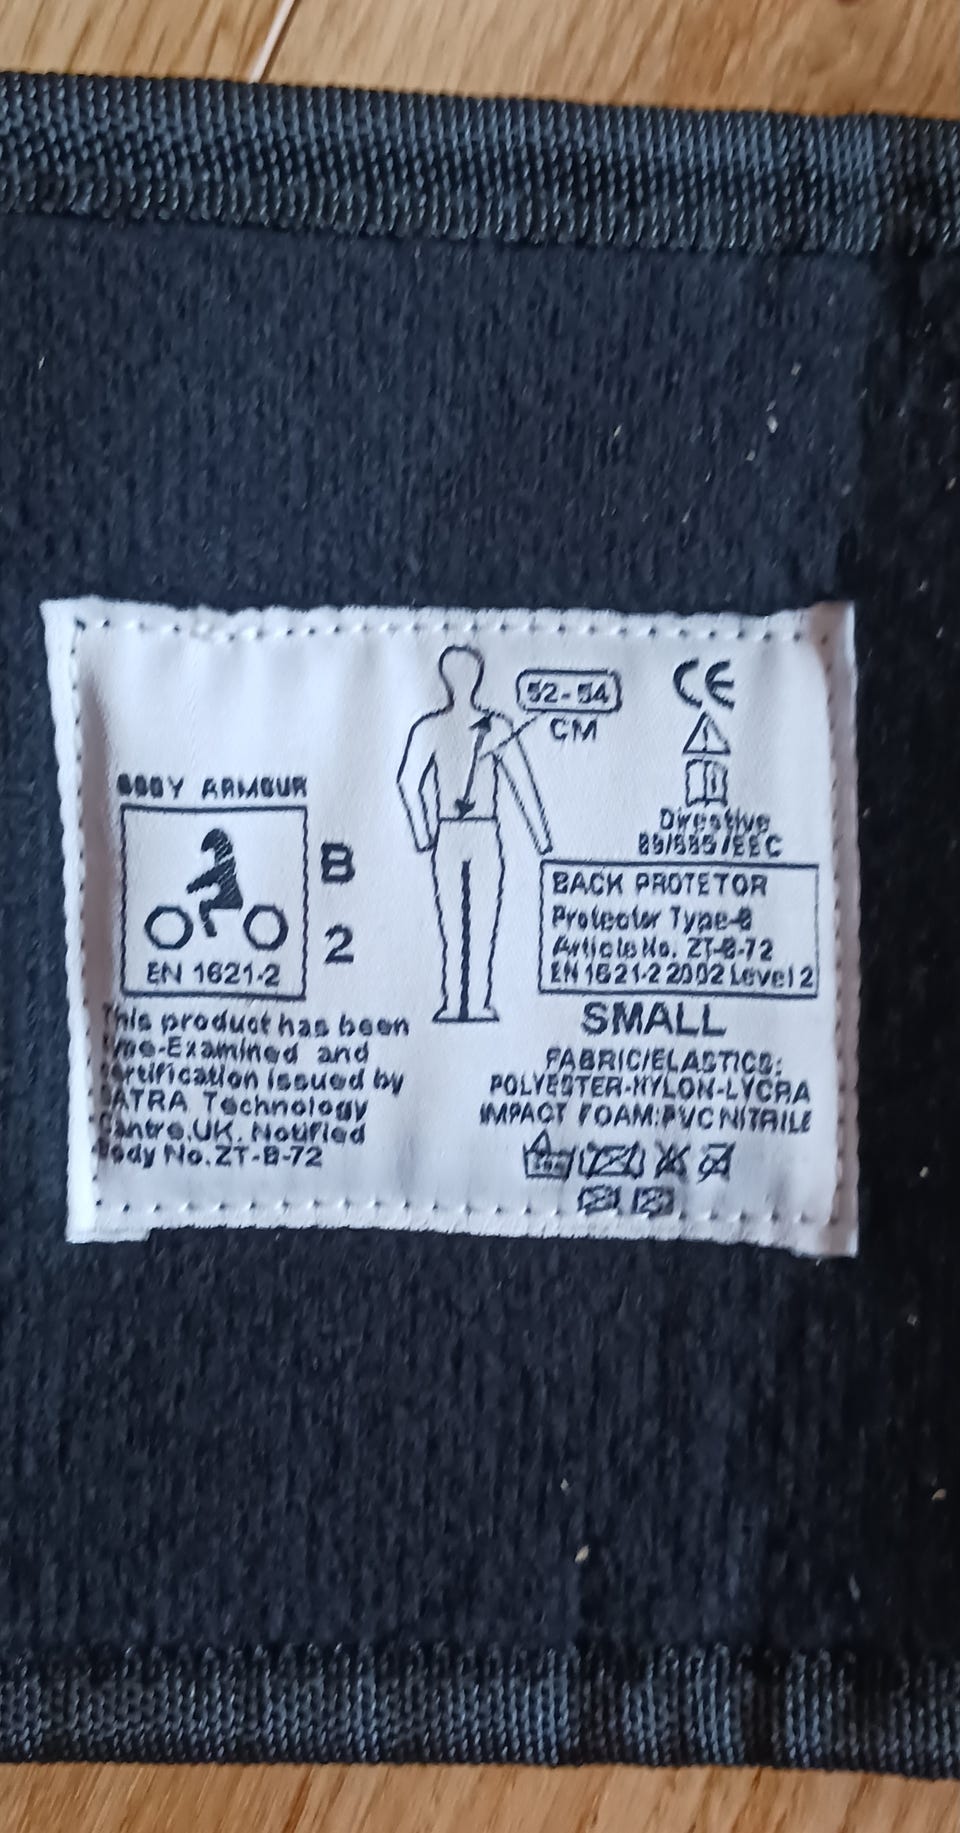 52-54
CM
CE
BODY ARMOUR
B
2
EN 1621-2
Directive
89/686/EEC
BACK PROTETOR
Protector Type-B
Article No. ZT-B-72
EN 1621-2 2002 Level 2
SMALL
This product has been
Type-Examined and
certification issued by
SATRA Technology
Centre.UK. Notified
Body No.ZT-B-72
FABRIC/ELASTICS:
POLYESTER-NYLON-LYCRA
IMPACT FOAM:PVC NITRILE